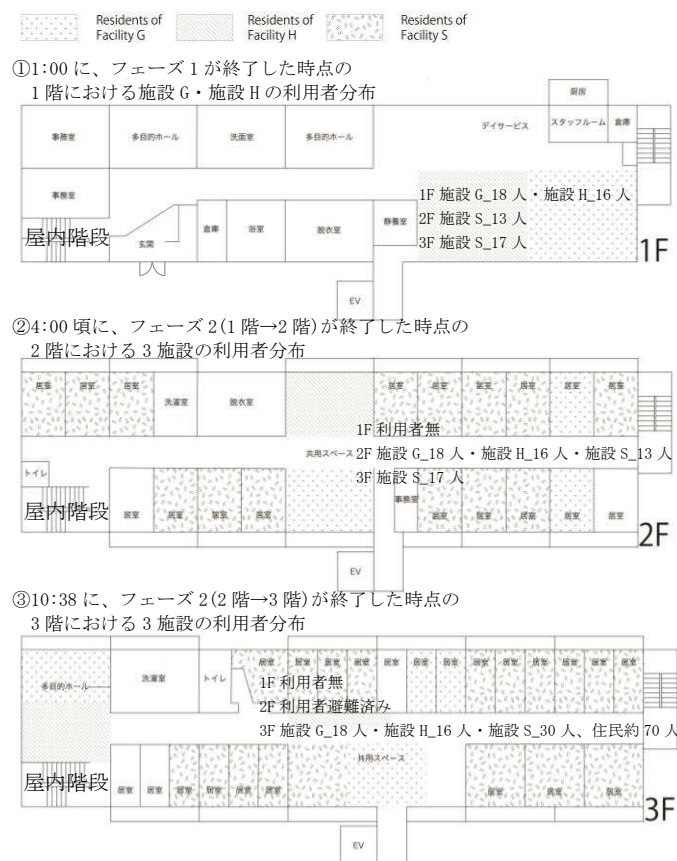 Residents of
Facility G
Residents of
Facility H
Residents of
Facility S
①1:00 に、フェーズ 1 が終了した時点の
1 階における施設 G・施設 H の利用者分布
厨房
事務室
多目的ホール
洗面室
多目的ホール
デイサービス
スタッフルーム
倉庫
事務室
1F 施設 G_18 人・施設 H_16 人
2F 施設 S_13 人
3F 施設 S_17 人
屋内階段
玄関
倉庫
浴室
脱衣室
静養室
1F
EV
②4:00 頃に、フェーズ 2(1 階→2 階)が終了した時点の
2 階における 3 施設の利用者分布
居室 居室 居室 洗濯室 脱衣室 居室 居室 居室 居室 居室 居室
1F 利用者無
共用スペース
2F 施設 G_18 人・施設 H_16 人・施設 S_13 人
トイレ
3F 施設 S_17 人
屋内階段
居室 居室 居室 居室 事務室 居室 居室 居室 居室 居室
2F
EV
③10:38 に、フェーズ 2(2 階→3 階)が終了した時点の
3 階における 3 施設の利用者分布
多目的ホール
洗濯室
トイレ
居室 居室 居室 居室 居室 居室 居室 居室 居室 居室 居室 居室 居室
1F 利用者無
2F 利用者避難済み
3F 施設 G_18 人・施設 H_16 人・施設 S_30 人、住民約 70 人
共用スペース
屋内階段
居室 居室 居室 居室 居室 居室 居室 居室 居室
3F
EV